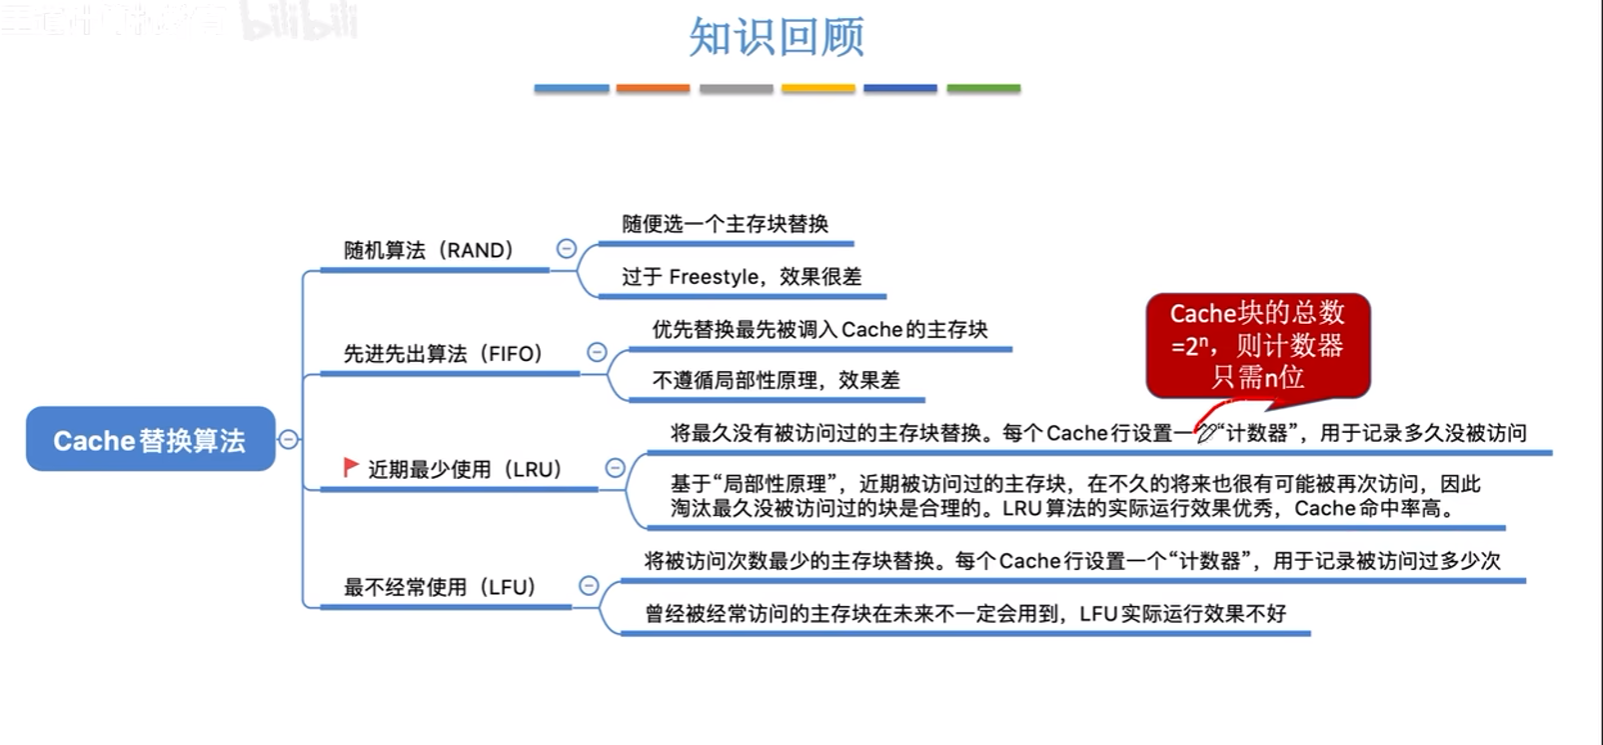 bilibili
知识回顾
随机算法（RAND）
随便选一个主存块替换
过于 Freestyle，效果很差
先进先出算法（FIFO）
优先替换最先被调入Cache的主存块
不遵循局部性原理，效果差
Cache块的总数
=2ⁿ，则计数器
只需n位
Cache替换算法
近期最少使用（LRU）
将最久没有被访问过的主存块替换。每个Cache行设置一“计数器”，用于记录多久没被访问
基于“局部性原理”，近期被访问过的主存块，在不久的将来也很有可能被再次访问，因此
淘汰最久没被访问过的块是合理的。LRU算法的实际运行效果优秀，Cache命中率高。
最不经常使用（LFU）
将被访问次数最少的主存块替换。每个Cache行设置一个“计数器”，用于记录被访问过多少次
曾经被经常访问的主存块在未来不一定会用到，LFU实际运行效果不好